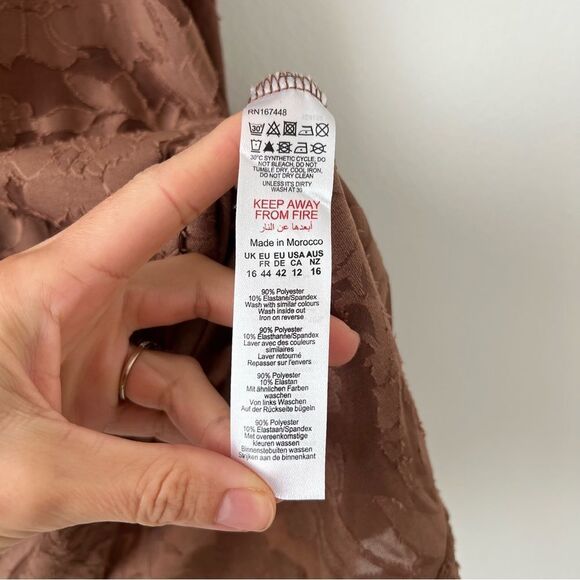 RN167448
30
30°C SYNTHETIC CYCLE, DO
NOT BLEACH, DO NOT
TUMBLE DRY, COOL IRON,
DO NOT DRY CLEAN
UNLESS IT'S DIRTY
WASH AT 30
KEEP AWAY
FROM FIRE
أبعدها عن النار
Made in Morocco
UK EU EU USA AUS
FR DE CA NZ
16 44 42 12 16
90% Polyester
10% Elastane/Spandex
Wash with similar colours
Wash inside out
Iron on reverse
90% Polyester
10% Elasthanne/Spandex
Laver avec des couleurs
similaires
Laver retourné
Repasser sur l'envers
90% Polyester
10% Elastan
Mit ähnlichen Farben
waschen
Von links Waschen
Auf der Rückseite bügeln
90% Polyester
10% Elastaan/Spandex
Met overeenkomstige
kleuren wassen
Binnenstebuiten wassen
Strijken aan de binnenkant